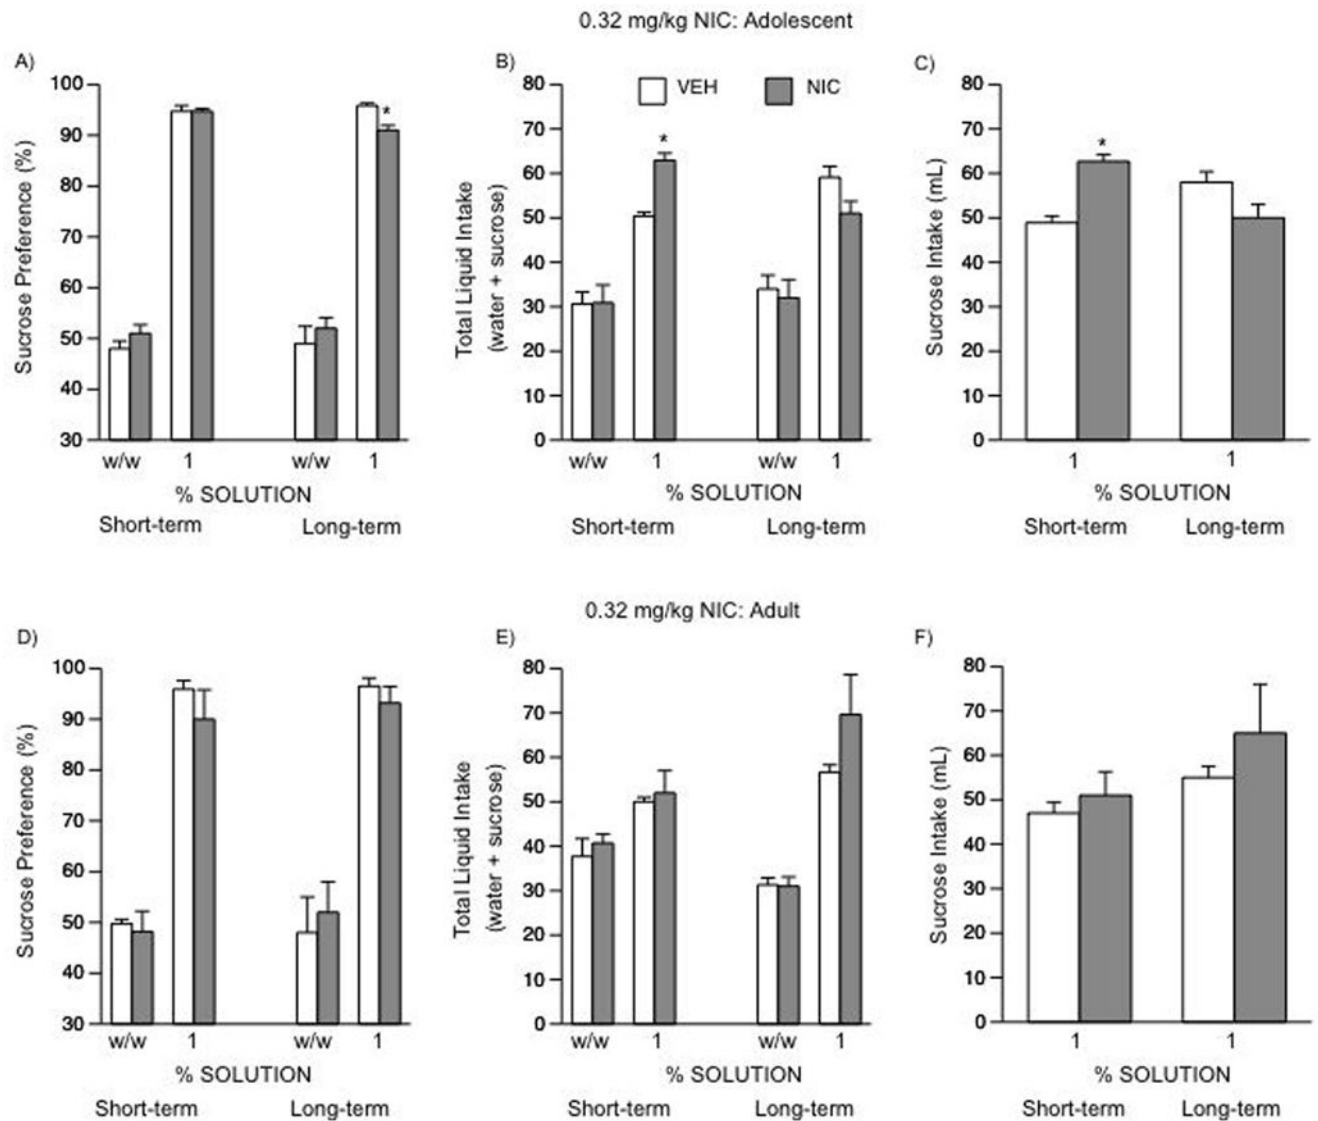 0.32 mg/kg NIC: Adolescent
A)
Sucrose Preference (%)
100
90
80
70
60
50
40
30
w/w 1 w/w 1
% SOLUTION
Short-term Long-term
B)
VEH NIC
Total Liquid Intake
(water + sucrose)
80
70
60
50
40
30
20
10
0
*
w/w 1 w/w 1
% SOLUTION
Short-term Long-term
C)
Sucrose Intake (mL)
80
70
60
50
40
30
20
10
0
*
1 1
% SOLUTION
Short-term Long-term
0.32 mg/kg NIC: Adult
D)
Sucrose Preference (%)
100
90
80
70
60
50
40
30
w/w 1 w/w 1
% SOLUTION
Short-term Long-term
E)
Total Liquid Intake
(water + sucrose)
80
70
60
50
40
30
20
10
0
w/w 1 w/w 1
% SOLUTION
Short-term Long-term
F)
Sucrose Intake (mL)
80
70
60
50
40
30
20
10
0
1 1
% SOLUTION
Short-term Long-term